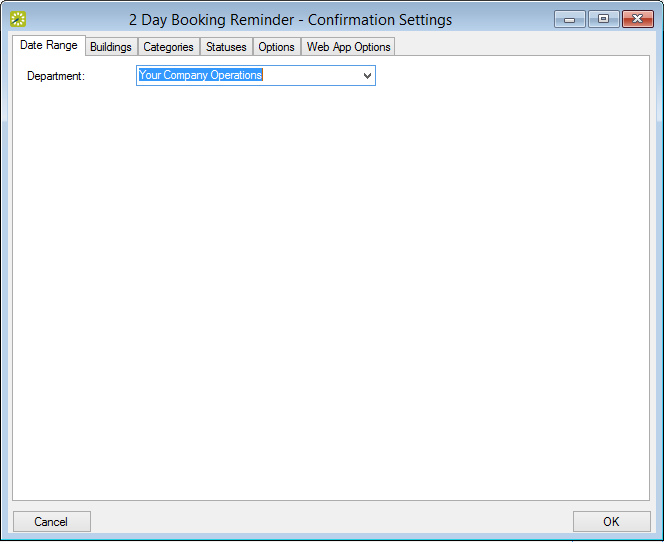 2 Day Booking Reminder - Confirmation Settings
Date Range Buildings Categories Statuses Options Web App Options
Department: Your Company Operations
Cancel OK